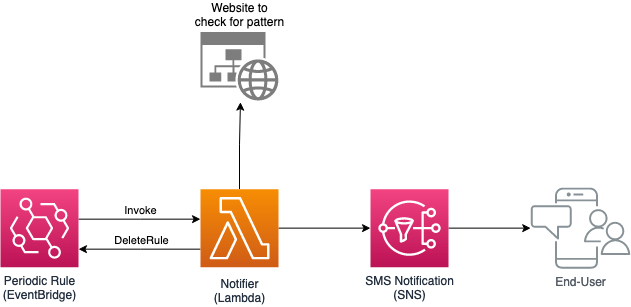 Website to
check for pattern
Invoke
DeleteRule
Periodic Rule
(EventBridge)
Notifier
(Lambda)
SMS Notification
(SNS)
End-User